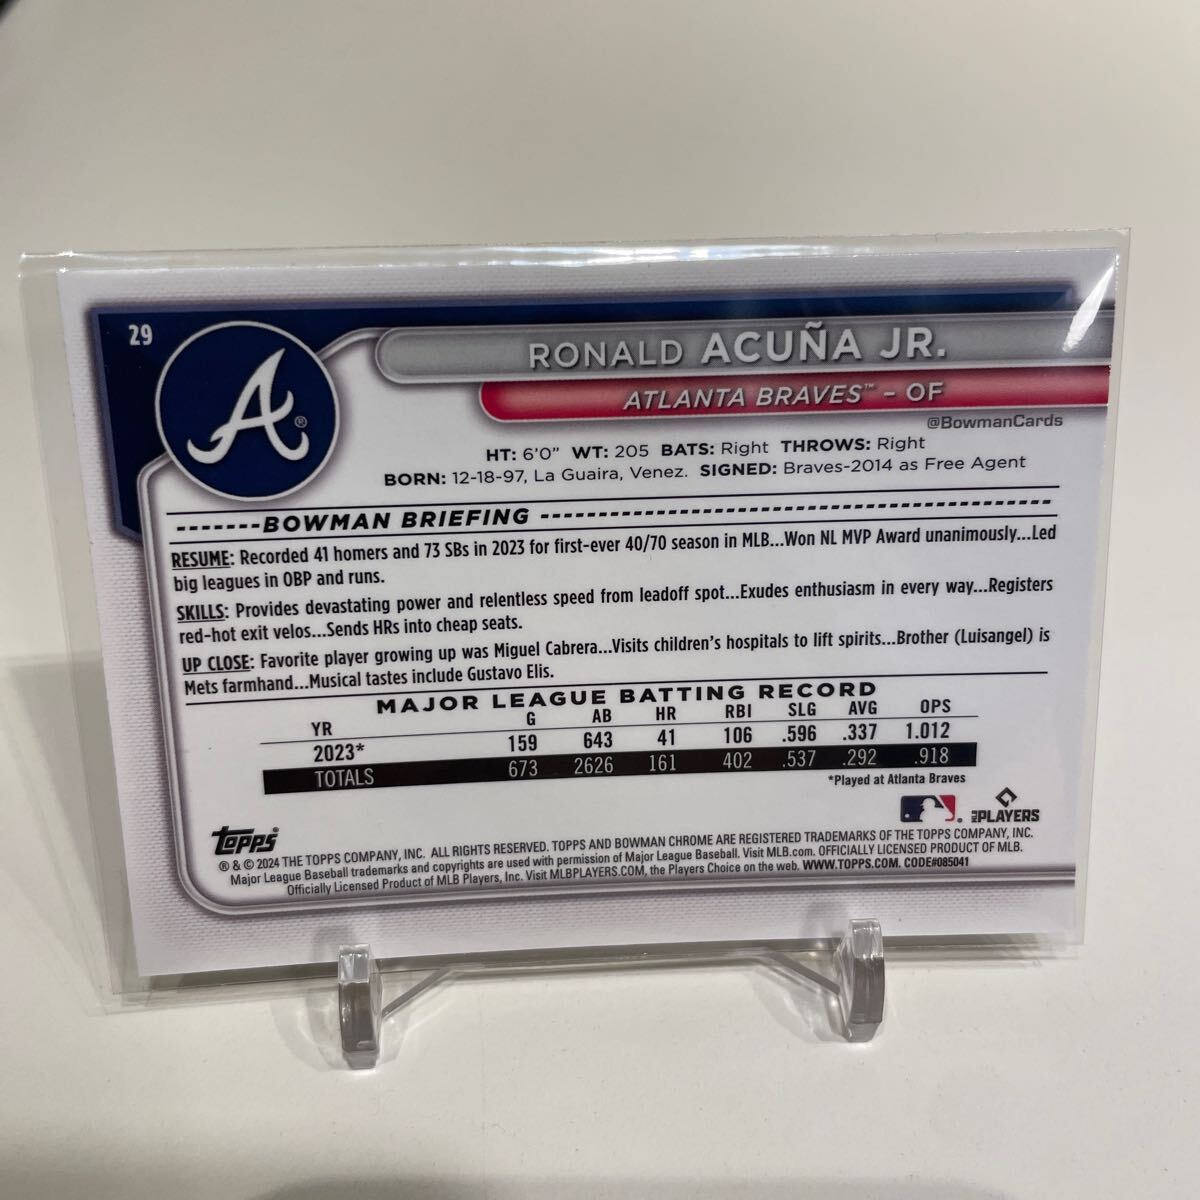 29
A®
RONALD ACUÑA JR.
ATLANTA BRAVES™ – OF
@BowmanCards
HT: 6'0" WT: 205 BATS: Right THROWS: Right
BORN: 12-18-97, La Guaira, Venez. SIGNED: Braves-2014 as Free Agent
BOWMAN BRIEFING
RESUME: Recorded 41 homers and 73 SBs in 2023 for first-ever 40/70 season in MLB...Won NL MVP Award unanimously...Led
big leagues in OBP and runs.
SKILLS: Provides devastating power and relentless speed from leadoff spot...Exudes enthusiasm in every way...Registers
red-hot exit velos...Sends HRs into cheap seats.
UP CLOSE: Favorite player growing up was Miguel Cabrera...Visits children's hospitals to lift spirits...Brother (Luisangel) is
Mets farmhand...Musical tastes include Gustavo Elis.
MAJOR LEAGUE BATTING RECORD
YR G AB HR RBI SLG AVG OPS
2023* 159 643 41 106 .596 .337 1.012
TOTALS 673 2626 161 402 .537 .292 .918
*Played at Atlanta Braves
MLB PLAYERS
topps®
® & © 2024 THE TOPPS COMPANY, INC. ALL RIGHTS RESERVED. TOPPS AND BOWMAN CHROME ARE REGISTERED TRADEMARKS OF THE TOPPS COMPANY, INC.
Major League Baseball trademarks and copyrights are used with permission of Major League Baseball. Visit MLB.com. OFFICIALLY LICENSED PRODUCT OF MLB.
Officially Licensed Product of MLB Players, Inc. Visit MLBPLAYERS.COM, the Players Choice on the web. WWW.TOPPS.COM. CODE#085041